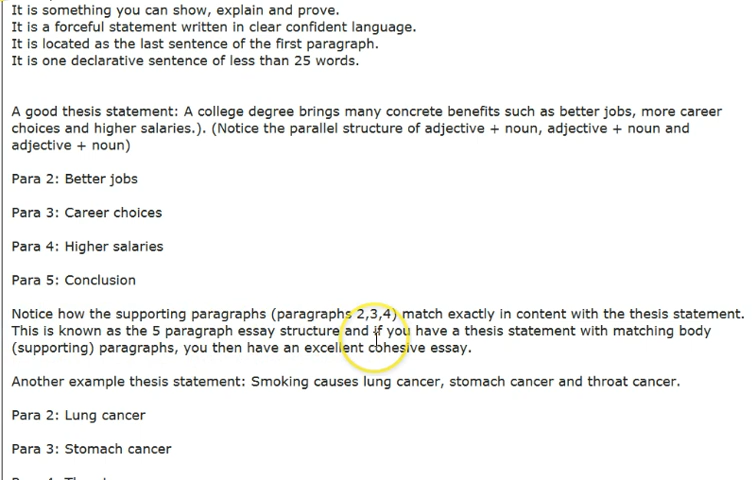 It is something you can show, explain and prove.
It is a forceful statement written in clear confident language.
It is located as the last sentence of the first paragraph.
It is one declarative sentence of less than 25 words.
A good thesis statement: A college degree brings many concrete benefits such as better jobs, more career
choices and higher salaries.). (Notice the parallel structure of adjective + noun, adjective + noun and
adjective + noun)
Para 2: Better jobs
Para 3: Career choices
Para 4: Higher salaries
Para 5: Conclusion
Notice how the supporting paragraphs (paragraphs 2,3,4) match exactly in content with the thesis statement.
This is known as the 5 paragraph essay structure and if you have a thesis statement with matching body
(supporting) paragraphs, you then have an excellent cohesive essay.
Another example thesis statement: Smoking causes lung cancer, stomach cancer and throat cancer.
Para 2: Lung cancer
Para 3: Stomach cancer